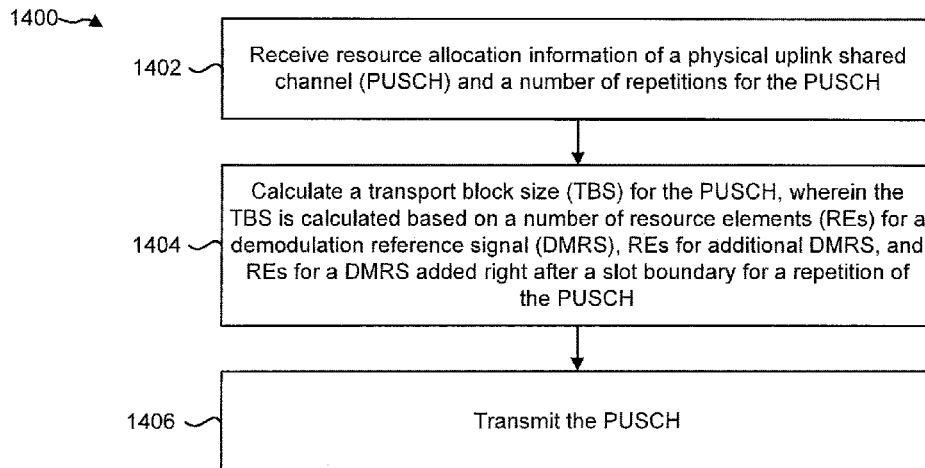 1400
1402
Receive resource allocation information of a physical uplink shared
channel (PUSCH) and a number of repetitions for the PUSCH
1404
Calculate a transport block size (TBS) for the PUSCH, wherein the
TBS is calculated based on a number of resource elements (REs) for a
demodulation reference signal (DMRS), REs for additional DMRS, and
REs for a DMRS added right after a slot boundary for a repetition of
the PUSCH
1406
Transmit the PUSCH